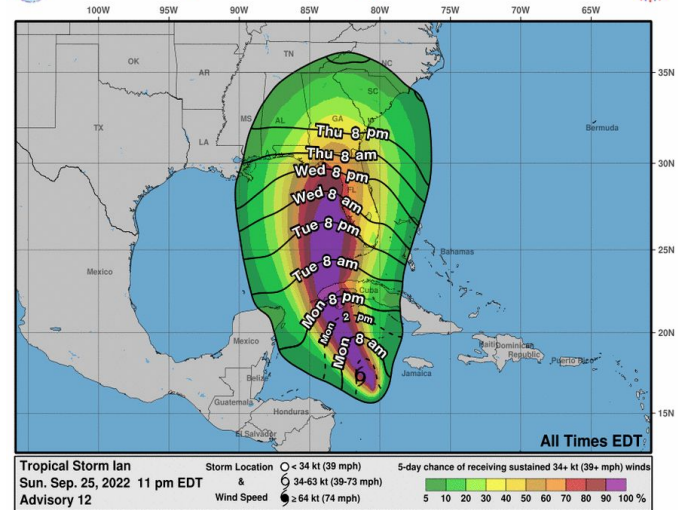 100W 95W 90W 85W 80W 75W 70W 65W
TN
NC
OK
AR
35N
SC
MS
AL
GA
TX
Bermuda
Thu 8 pm
LA
Thu 8 am
30N
Wed 8 pm
FL
Wed 8 am
Tue 8 pm
Bahamas
25N
Tue 8 am
Mexico
Cuba
Mon 8 pm
Mon 2 pm
20N
Mexico
Mon 8 am
Haiti Dominican
Republic
Puerto Rico
Jamaica
Belize
Guatemala
Honduras
15N
El Salvador
All Times EDT
Tropical Storm Ian
Sun. Sep. 25, 2022 11 pm EDT
Advisory 12
Storm Location
&
Wind Speed
< 34 kt (39 mph)
34-63 kt (39-73 mph)
≥ 64 kt (74 mph)
5-day chance of receiving sustained 34+ kt (39+ mph) winds
5 10 20 30 40 50 60 70 80 90 100 %